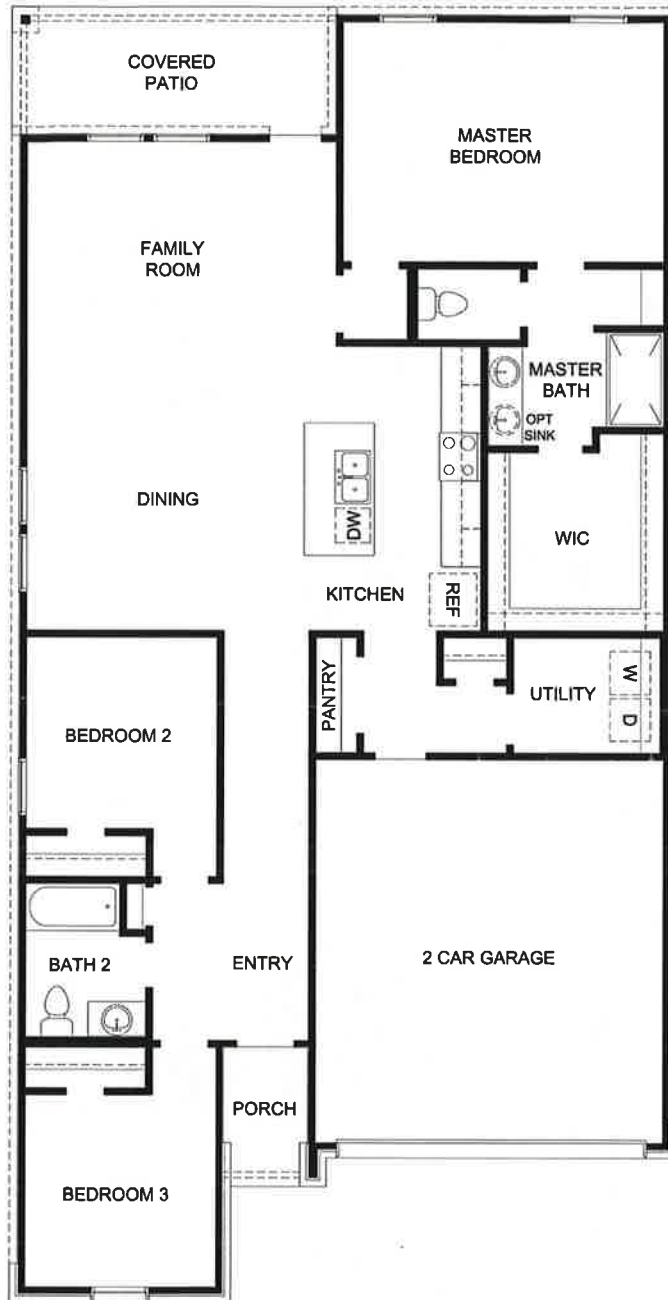 COVERED
PATIO
MASTER
BEDROOM
FAMILY
ROOM
MASTER
BATH
OPT
SINK
DINING
DW
WIC
KITCHEN
REF
PANTRY
UTILITY
W
D
BEDROOM 2
BATH 2
ENTRY
2 CAR GARAGE
PORCH
BEDROOM 3